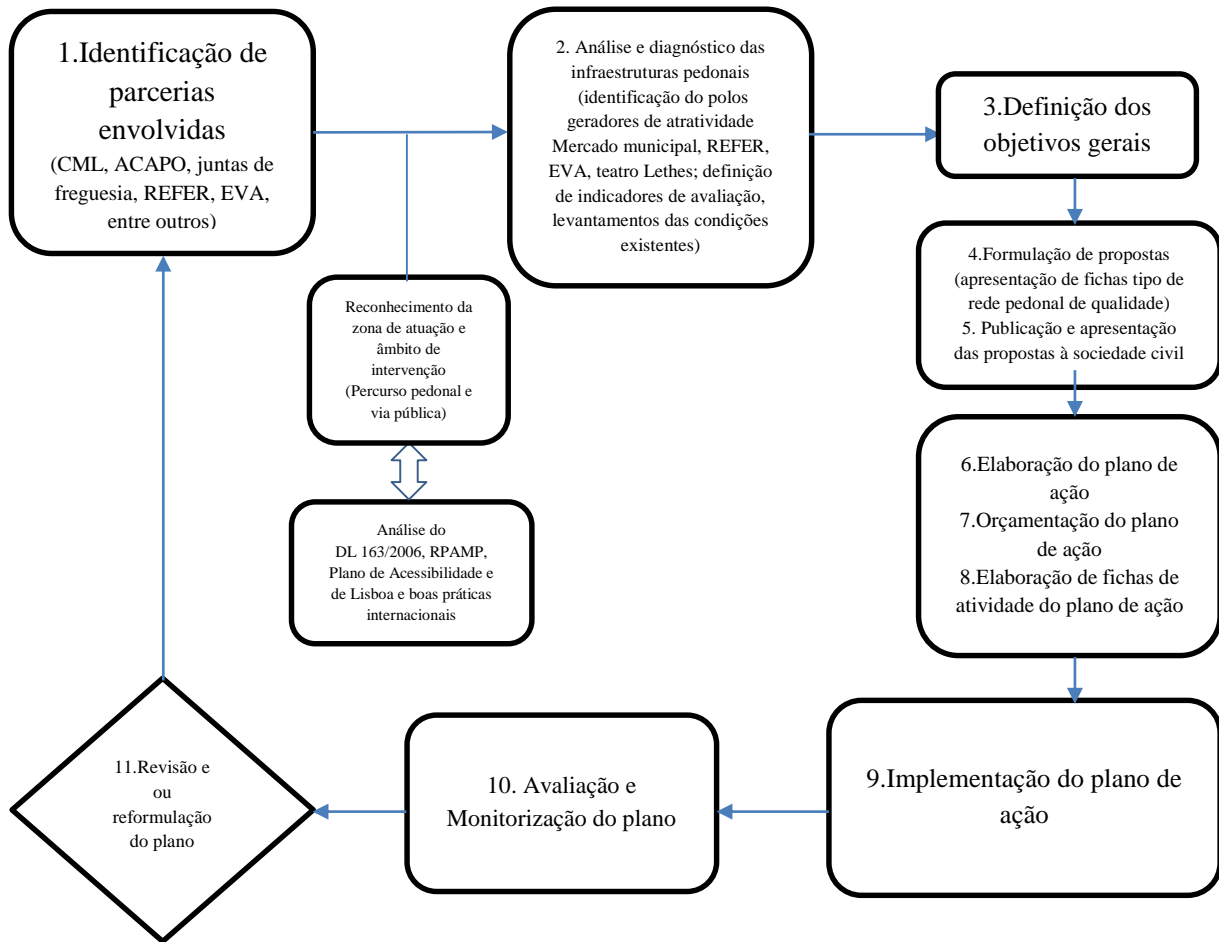 1.Identificação de
parcerias
envolvidas
(CML, ACAPO, juntas de
freguesia, REFER, EVA,
entre outros)
2. Análise e diagnóstico das
infraestruturas pedonais
(identificação do polos
geradores de atratividade
Mercado municipal, REFER,
EVA, teatro Lethes; definição
de indicadores de avaliação,
levantamentos das condições
existentes)
3.Definição dos
objetivos gerais
Reconhecimento da
zona de atuação e
âmbito de
intervenção
(Percurso pedonal e
via pública)
Análise do
DL 163/2006, RPAMP,
Plano de Acessibilidade e
de Lisboa e boas práticas
internacionais
4.Formulação de propostas
(apresentação de fichas tipo de
rede pedonal de qualidade)
5. Publicação e apresentação
das propostas à sociedade civil
6.Elaboração do plano de
ação
7.Orçamentação do plano
de ação
8.Elaboração de fichas de
atividade do plano de ação
9.Implementação do plano de
ação
10. Avaliação e
Monitorização do plano
11.Revisão e
ou
reformulação
do plano